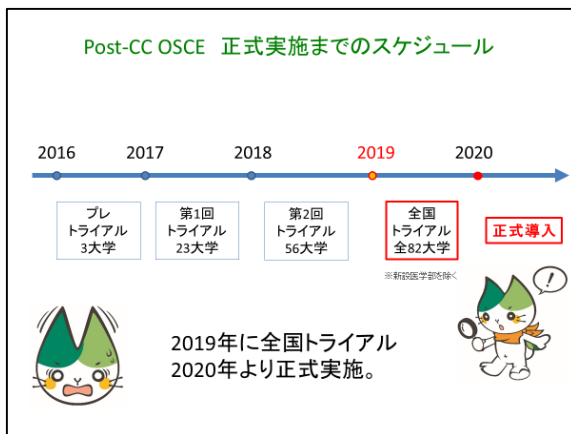 Post-CC OSCE 正式実施までのスケジュール
2016 2017 2018 2019 2020
プレ
トライアル
3大学
第1回
トライアル
23大学
第2回
トライアル
56大学
全国
トライアル
全82大学
正式導入
※新設医学部を除く
!
2019年に全国トライアル
2020年より正式実施。